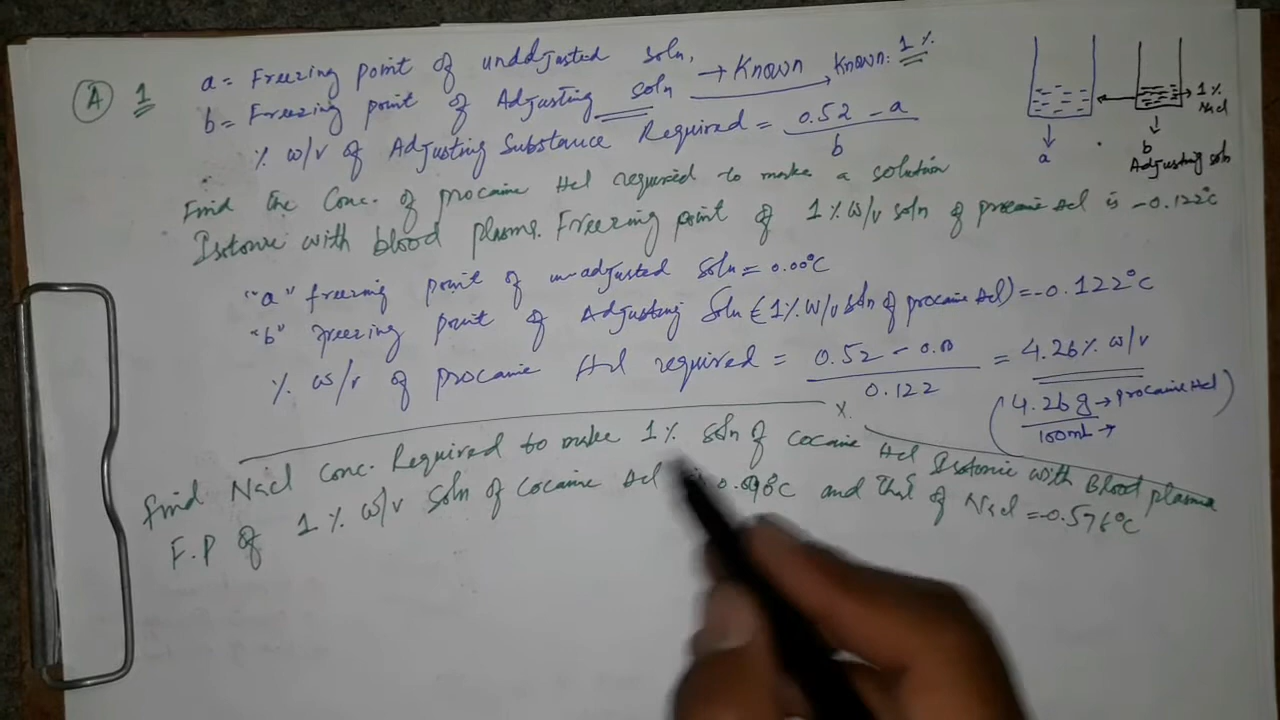 A 1
a = Freezing point of unddjusted soln,
b = Freezing point of Adjusting soln → Known → Known: 1%
% w/v of Adjusting Substance Required = 0.52 - a / b
1% Nacl
a
b
Adjusting soln
Find the Conc. of procaine Hcl required to make a solution
Isotonic with blood plasma. Freezing point of 1% w/v soln of procaine Hcl is -0.122°C
"a" freezing point of un-adjusted soln = 0.00°C
"b" freezing point of Adjusting Soln (1% w/v soln of procaine Hcl) = -0.122°C
% w/v of procaine Hcl required = 0.52 - 0.00 / 0.122 = 4.26% w/v
x.
(4.26 g → procaine Hcl / 100mL →)
find Nacl Conc. Required to make 1% soln of cocaine Hcl Isotonic with Blood plasma
F.P of 1% w/v soln of cocaine Hcl 0.098°C and that of Nacl = -0.576°C